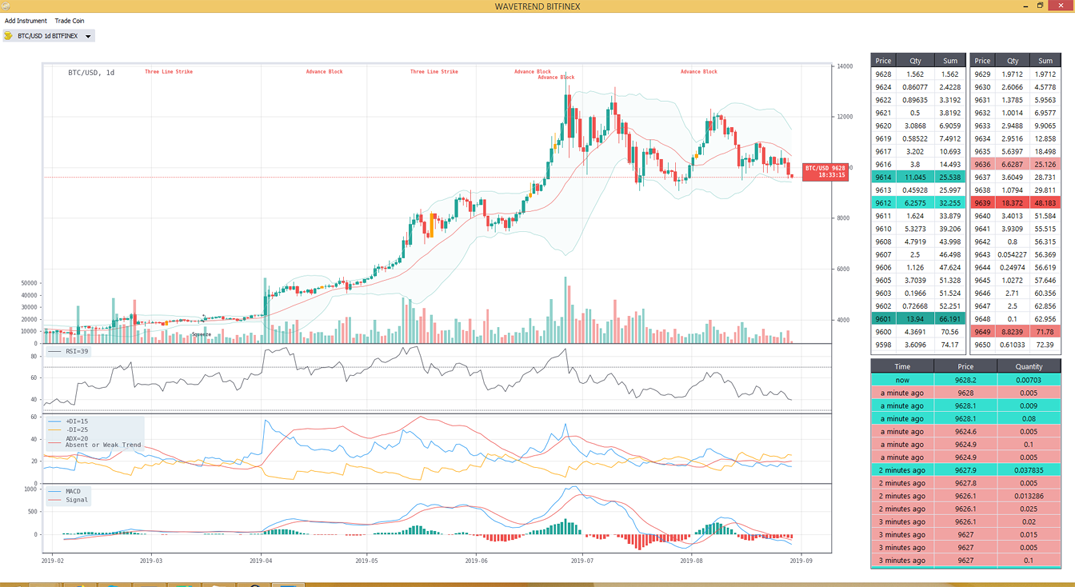 WAVETREND BITFINEX
Add Instrument Trade Coin
BTC/USD 1d BITFINEX
BTC/USD, 1d
Three Line Strike Advance Block Three Line Strike Advance Block Advance Block
Advance Block
14000
12000
BTC/USD 9628
10:33:15
8000
6000
4000
50000
40000
30000
20000
10000
0
Squeeze
RSI=39
80
60
40
+DI=15
-DI=25
ADX=20
Absent or Weak Trend
60
40
20
0
MACD
Signal
1000
500
0
2019-02 2019-03 2019-04 2019-05 2019-06 2019-07 2019-08 2019-09
Price Qty Sum
9628 1.562 1.562
9624 0.86077 2.4228
9622 0.89635 3.3192
9621 0.5 3.8192
9620 3.0868 6.9059
9619 0.58522 7.4912
9617 3.202 10.693
9616 3.8 14.493
9614 11.045 25.538
9613 0.45928 25.997
9612 6.2575 32.255
9611 1.624 33.879
9610 5.3273 39.206
9608 4.7919 43.998
9607 2.5 46.498
9606 1.126 47.624
9605 3.7039 51.328
9603 0.1966 51.524
9602 0.72668 52.251
9601 13.94 66.191
9600 4.3691 70.56
9598 3.6096 74.17
Price Qty Sum
9629 1.9712 1.9712
9630 2.6066 4.5778
9631 1.3785 5.9563
9632 1.0014 6.9577
9633 2.9488 9.9065
9634 2.9516 12.858
9635 5.6397 18.498
9636 6.6287 25.126
9637 3.6049 28.731
9638 1.0794 29.811
9639 18.372 48.183
9640 3.4013 51.584
9641 3.9309 55.515
9642 0.8 56.315
9643 0.054227 56.369
9644 0.24974 56.619
9645 1.0272 57.646
9646 2.71 60.356
9647 2.5 62.856
9648 0.1 62.956
9649 8.8239 71.78
9650 0.61033 72.39
Time Price Quantity
now 9628.2 0.00703
a minute ago 9628 0.005
a minute ago 9628.1 0.009
a minute ago 9628.1 0.08
a minute ago 9624.6 0.005
a minute ago 9624.9 0.1
a minute ago 9624.9 0.005
2 minutes ago 9627.9 0.037835
2 minutes ago 9627.8 0.005
2 minutes ago 9626.1 0.013286
2 minutes ago 9626.1 0.025
3 minutes ago 9626.1 0.02
3 minutes ago 9627 0.015
3 minutes ago 9627 0.005
3 minutes ago 9627 0.1